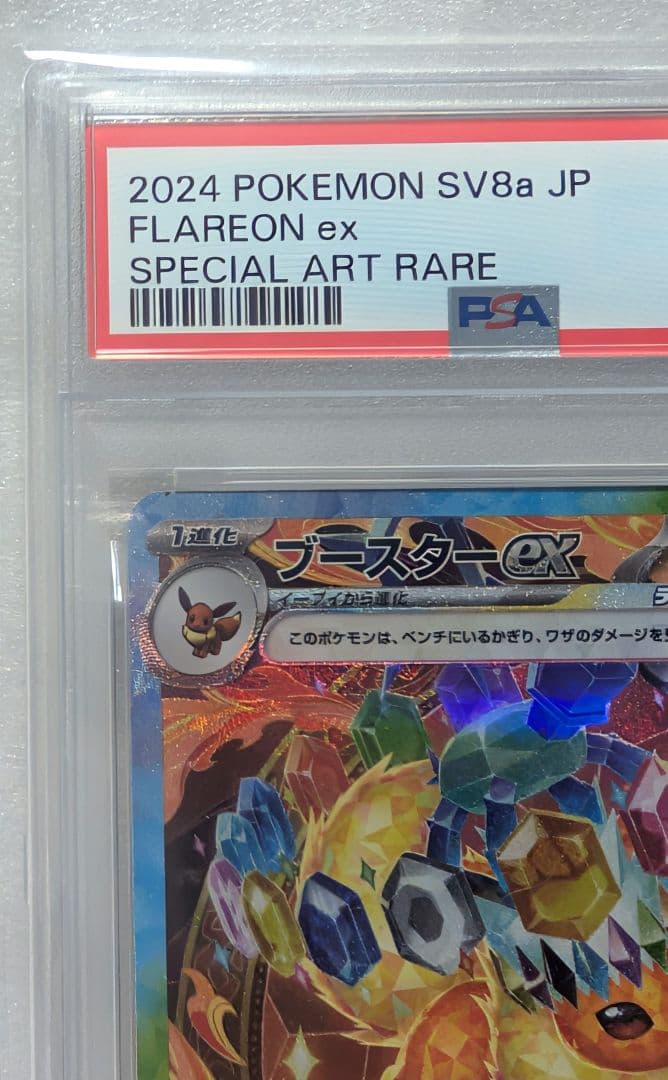 2024 POKEMON SV8a JP
FLAREON ex
SPECIAL ART RARE
PSA
1進化
ブースターex
イーブイから進化
このポケモンは、ベンチにいるかぎり、ワザのダメージを